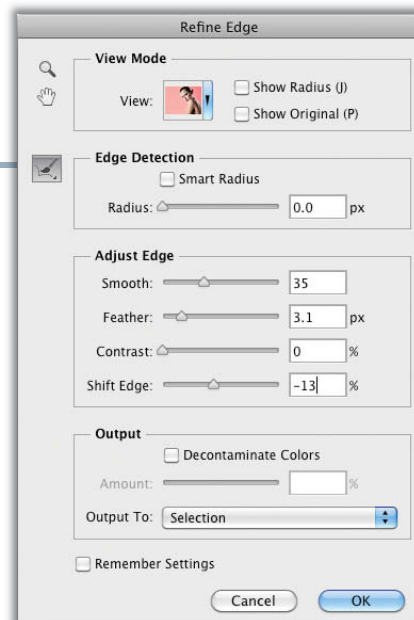 Refine Edge
View Mode
View:
Show Radius (J)
Show Original (P)
Edge Detection
Smart Radius
Radius: 0.0 px
Adjust Edge
Smooth: 35
Feather: 3.1 px
Contrast: 0 %
Shift Edge: -13 %
Output
Decontaminate Colors
Amount: %
Output To: Selection
Remember Settings
Cancel OK